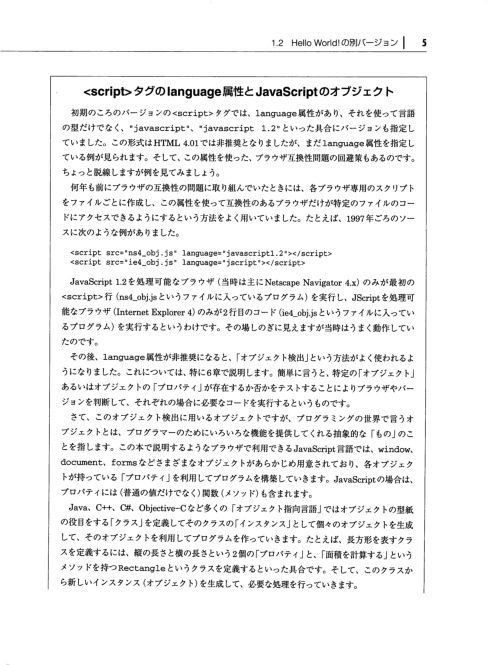 1.2 Hello World!の別バージョン | 5
<script>タグのlanguage属性とJavaScriptのオブジェクト
初期のころのバージョンの<script>タグでは、language属性があり、それを使って言語
の型だけでなく、"javascript"、"javascript 1.2"といった具合にバージョンも指定し
ていました。この形式はHTML 4.01では非推奨となりましたが、まだlanguage属性を指定し
ている例が見られます。そして、この属性を使った、ブラウザ互換性問題の回避策もあるのです。
ちょっと脱線しますが例を見てみましょう。
何年も前にブラウザの互換性の問題に取り組んでいたときには、各ブラウザ専用のスクリプト
をファイルごとに作成し、この属性を使って互換性のあるブラウザだけが特定のファイルのコー
ドにアクセスできるようにするという方法をよく用いていました。たとえば、1997年ごろのソー
スに次のような例がありました。
<script src="ns4_obj.js" language="javascript1.2"></script>
<script src="ie4_obj.js" language="jscript"></script>
JavaScript 1.2を処理可能なブラウザ（当時は主にNetscape Navigator 4.x）のみが最初の
<script>行（ns4_obj.jsというファイルに入っているプログラム）を実行し、JScriptを処理可
能なブラウザ（Internet Explorer 4）のみが2行目のコード（ie4_obj.jsというファイルに入ってい
るプログラム）を実行するというわけです。その場しのぎに見えますが当時はうまく動作してい
たのです。
その後、language属性が非推奨になると、「オブジェクト検出」という方法がよく使われるよ
うになりました。これについては、特に6章で説明します。簡単に言うと、特定の「オブジェクト」
あるいはオブジェクトの「プロパティ」が存在するか否かをテストすることによりブラウザやバー
ジョンを判断して、それぞれの場合に必要なコードを実行するというものです。
さて、このオブジェクト検出に用いるオブジェクトですが、プログラミングの世界で言うオ
ブジェクトとは、プログラマーのためにいろいろな機能を提供してくれる抽象的な「もの」のこ
とを指します。この本で説明するようなブラウザで利用できるJavaScript言語では、window、
document、formsなどさまざまなオブジェクトがあらかじめ用意されており、各オブジェク
トが持っている「プロパティ」を利用してプログラムを構築していきます。JavaScriptの場合は、
プロパティには（普通の値だけでなく）関数（メソッド）も含まれます。
Java、C++、C#、Objective-Cなど多くの「オブジェクト指向言語」ではオブジェクトの型紙
の役目をする「クラス」を定義してそのクラスの「インスタンス」として個々のオブジェクトを生成
して、そのオブジェクトを利用してプログラムを作っていきます。たとえば、長方形を表すクラ
スを定義するには、縦の長さと横の長さという2個の「プロパティ」と、「面積を計算する」という
メソッドを持つRectangleというクラスを定義するといった具合です。そして、このクラスか
ら新しいインスタンス（オブジェクト）を生成して、必要な処理を行っていきます。